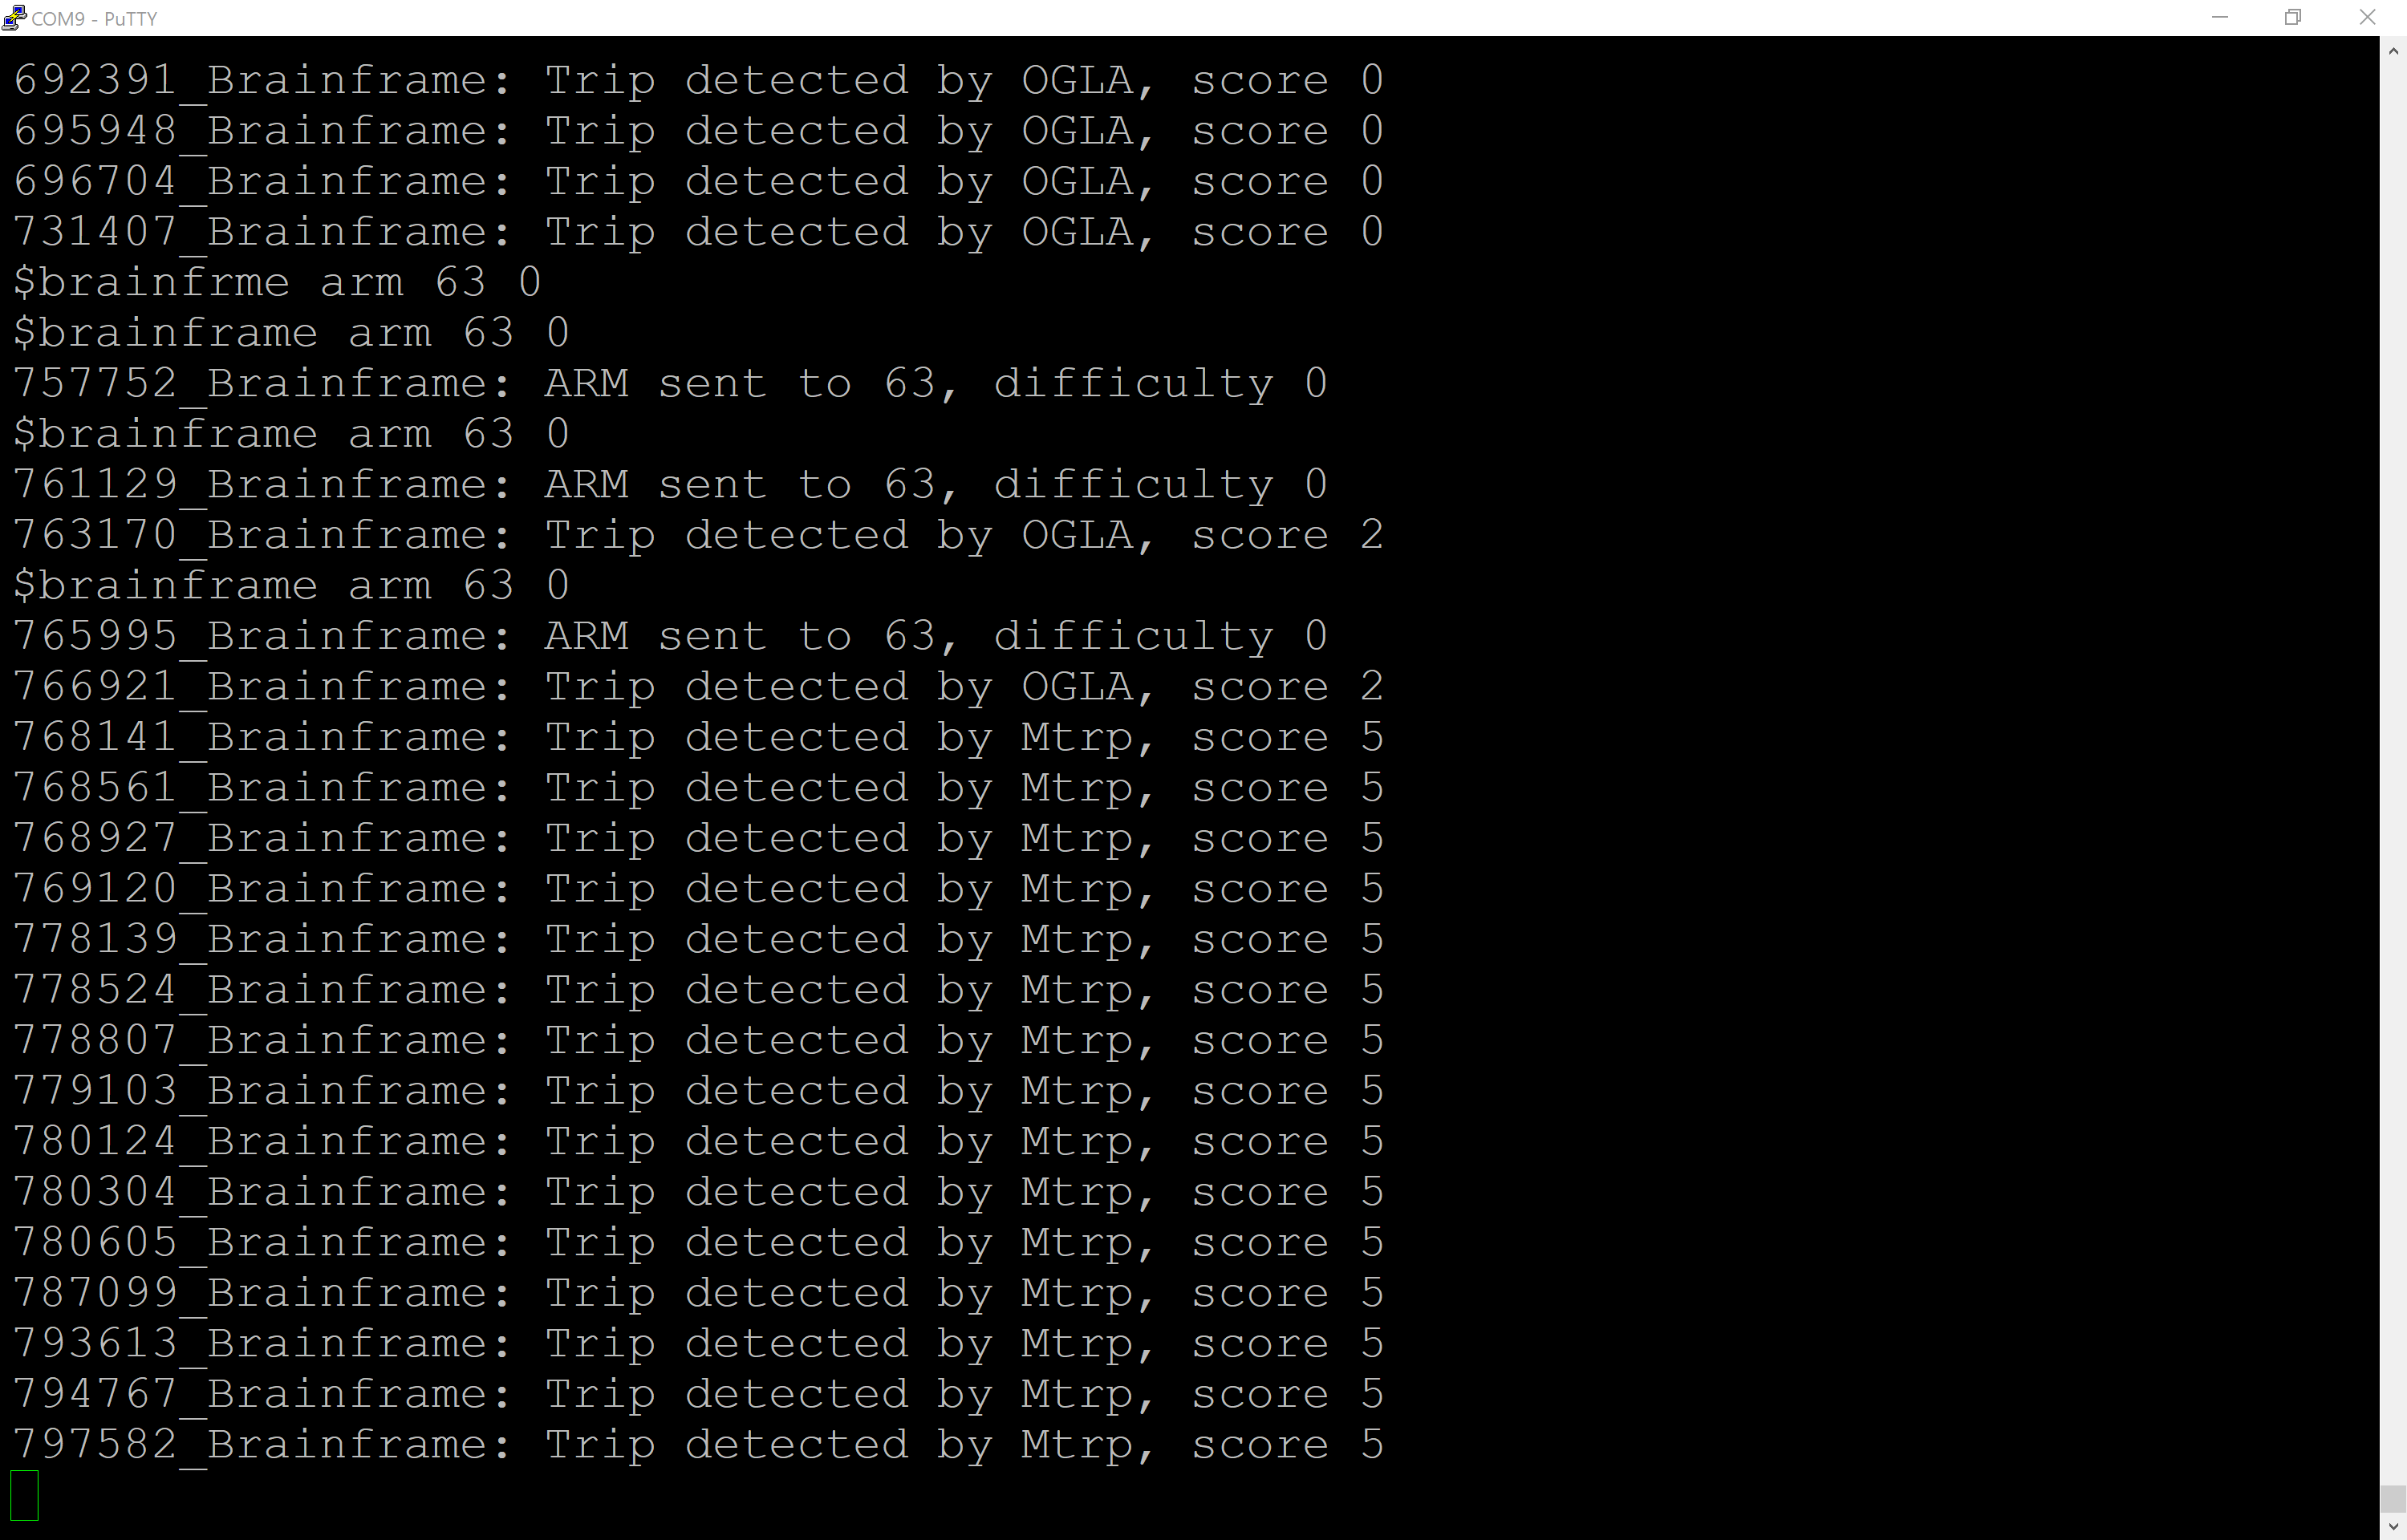 COM9 - PuTTY
692391_Brainframe: Trip detected by OGLA, score 0
695948_Brainframe: Trip detected by OGLA, score 0
696704_Brainframe: Trip detected by OGLA, score 0
731407_Brainframe: Trip detected by OGLA, score 0
$brainfrme arm 63 0
$brainframe arm 63 0
757752_Brainframe: ARM sent to 63, difficulty 0
$brainframe arm 63 0
761129_Brainframe: ARM sent to 63, difficulty 0
763170_Brainframe: Trip detected by OGLA, score 2
$brainframe arm 63 0
765995_Brainframe: ARM sent to 63, difficulty 0
766921_Brainframe: Trip detected by OGLA, score 2
768141_Brainframe: Trip detected by Mtrp, score 5
768561_Brainframe: Trip detected by Mtrp, score 5
768927_Brainframe: Trip detected by Mtrp, score 5
769120_Brainframe: Trip detected by Mtrp, score 5
778139_Brainframe: Trip detected by Mtrp, score 5
778524_Brainframe: Trip detected by Mtrp, score 5
778807_Brainframe: Trip detected by Mtrp, score 5
779103_Brainframe: Trip detected by Mtrp, score 5
780124_Brainframe: Trip detected by Mtrp, score 5
780304_Brainframe: Trip detected by Mtrp, score 5
780605_Brainframe: Trip detected by Mtrp, score 5
787099_Brainframe: Trip detected by Mtrp, score 5
793613_Brainframe: Trip detected by Mtrp, score 5
794767_Brainframe: Trip detected by Mtrp, score 5
797582_Brainframe: Trip detected by Mtrp, score 5